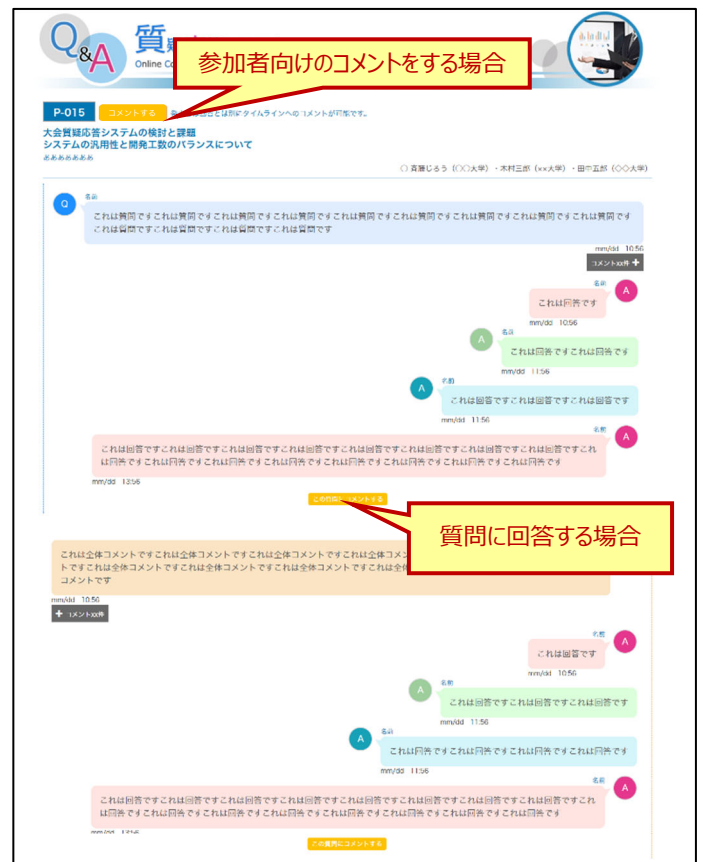 Q&A 質
Online Co
参加者向けのコメントをする場合
P-015 コメントする とは別にタイムラインへのコメントが可能です。
大会質疑応答システムの検討と課題
システムの汎用性と開発工数のバランスについて
ああああああ
○ 斉藤じろう（○○大学）・木村三郎（××大学）・田中五郎（◇◇大学）
Q 名前
これは質問ですこれは質問ですこれは質問ですこれは質問ですこれは質問ですこれは質問ですこれは質問ですこれは質問です
これは質問ですこれは質問ですこれは質問ですこれは質問です
mm/dd 10:56
コメントxx件 ✚
名前 A
これは回答です
mm/dd 10:56
A 名前
これは回答ですこれは回答です
mm/dd 11:56
A 名前
これは回答ですこれは回答ですこれは回答です
mm/dd 11:56
名前 A
これは回答ですこれは回答ですこれは回答ですこれは回答ですこれは回答ですこれは回答ですこれは回答ですこれは回答ですこれ
は回答ですこれは回答ですこれは回答ですこれは回答ですこれは回答ですこれは回答ですこれは回答ですこれは回答です
mm/dd 13:56
この質問にコメントする
質問に回答する場合
これは全体コメントですこれは全体コメントですこれは全体コメントですこれは全体コメン
トですこれは全体コメントですこれは全体コメントですこれは全体コメントですこれは全体
コメントです
mm/dd 10:56
✚ コメントxx件
名前 A
これは回答です
mm/dd 10:56
A 名前
これは回答ですこれは回答ですこれは回答です
mm/dd 11:56
A 名前
これは回答ですこれは回答ですこれは回答ですこれは回答です
mm/dd 11:56
名前 A
これは回答ですこれは回答ですこれは回答ですこれは回答ですこれは回答ですこれは回答ですこれは回答ですこれは回答ですこれ
は回答ですこれは回答ですこれは回答ですこれは回答ですこれは回答ですこれは回答ですこれは回答ですこれは回答です
mm/dd 13:56
この質問にコメントする